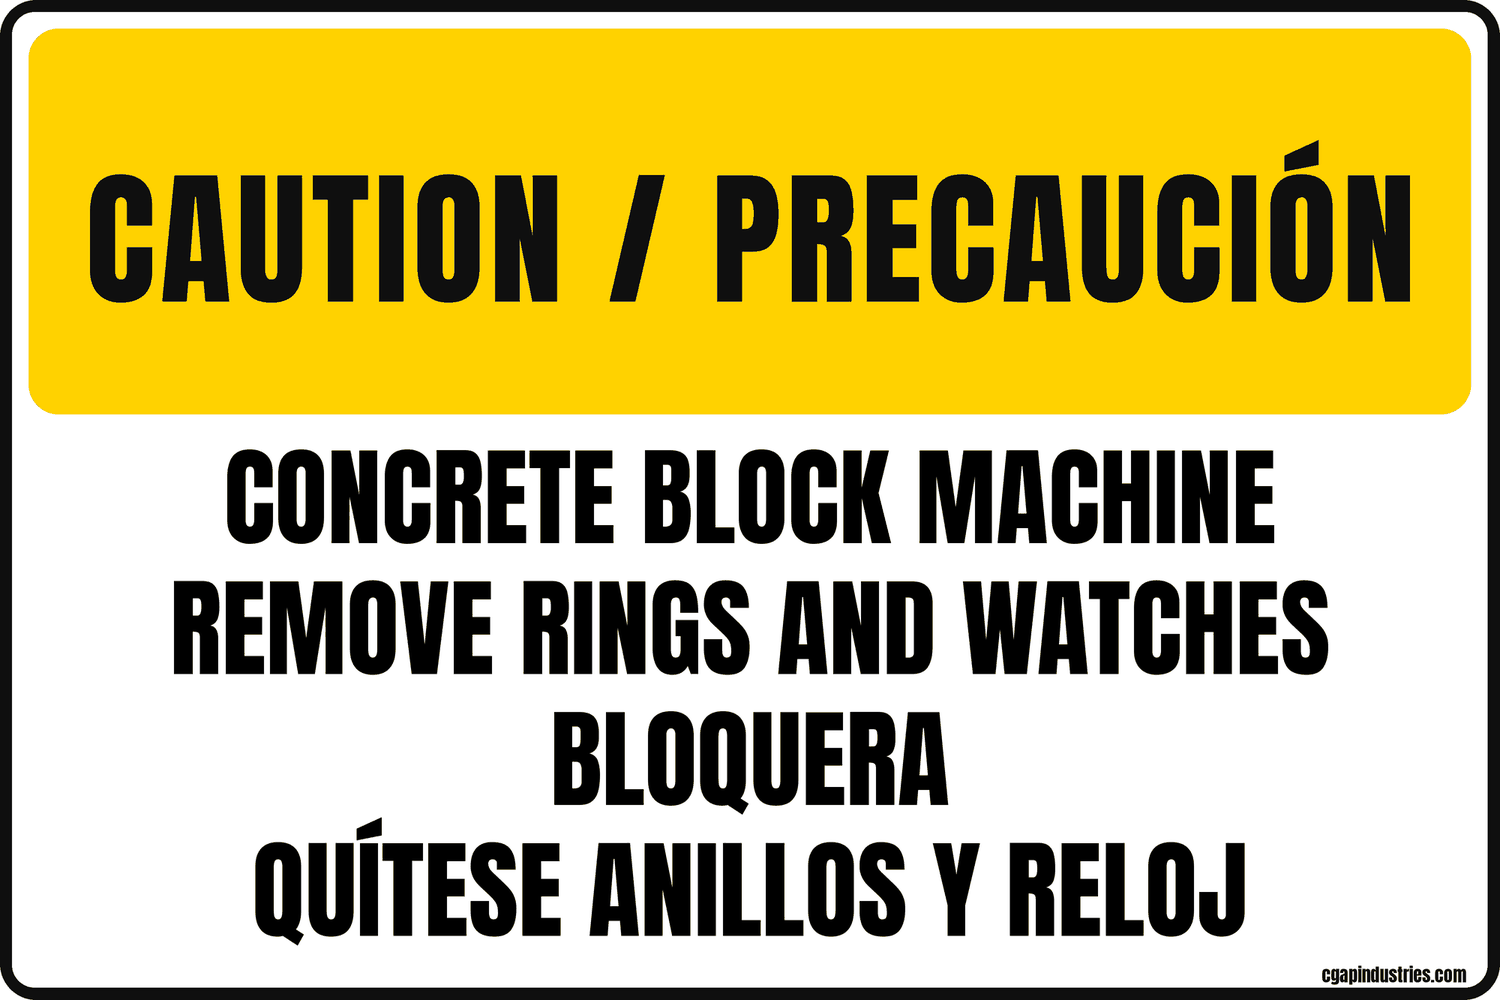 CAUTION / PRECAUCIÓN
CONCRETE BLOCK MACHINE
REMOVE RINGS AND WATCHES
BLOQUERA
QUÍTESE ANILLOS Y RELOJ
cgapindustries.com